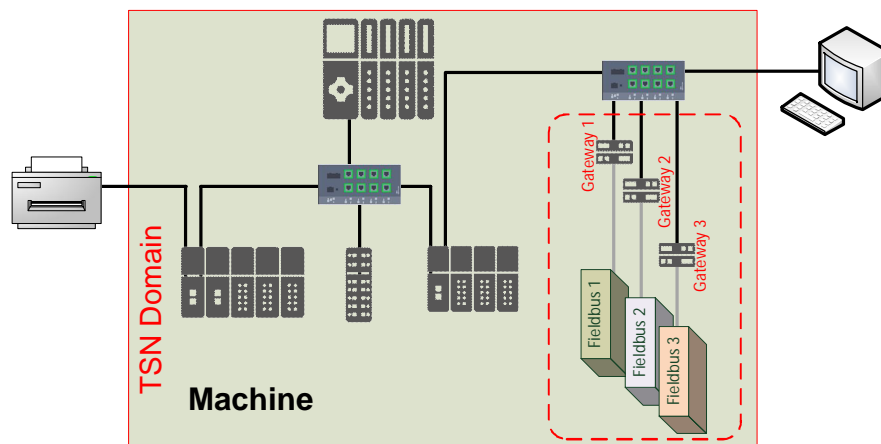 Gateway 1
Gateway 2
Gateway 3
TSN Domain
Fieldbus 1
Fieldbus 2
Fieldbus 3
Machine